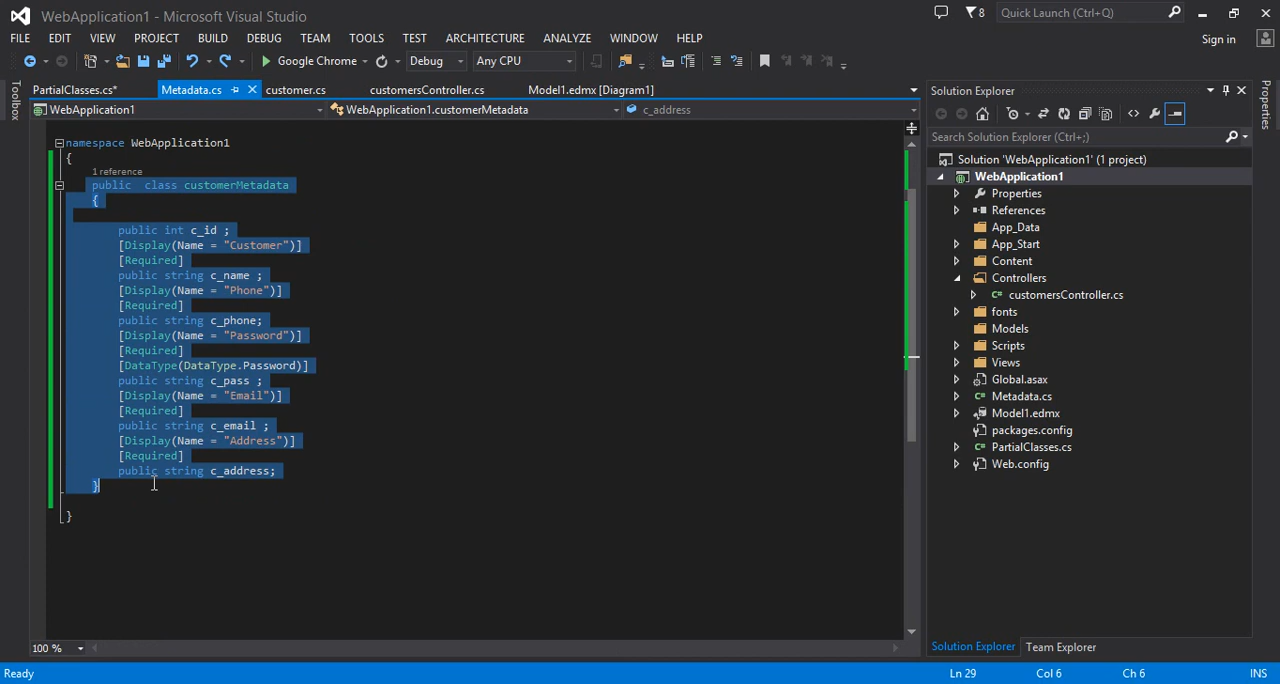 WebApplication1 - Microsoft Visual Studio
8
Quick Launch (Ctrl+Q)
FILE EDIT VIEW PROJECT BUILD DEBUG TEAM TOOLS TEST ARCHITECTURE ANALYZE WINDOW HELP
Sign in
Google Chrome Debug Any CPU
Toolbox
PartialClasses.cs* Metadata.cs customer.cs customersController.cs Model1.edmx [Diagram1]
WebApplication1 WebApplication1.customerMetadata c_address
namespace WebApplication1
{
1 reference
public class customerMetadata
{
public int c_id ;
[Display(Name = "Customer")]
[Required]
public string c_name ;
[Display(Name = "Phone")]
[Required]
public string c_phone;
[Display(Name = "Password")]
[Required]
[DataType(DataType.Password)]
public string c_pass ;
[Display(Name = "Email")]
[Required]
public string c_email ;
[Display(Name = "Address")]
[Required]
public string c_address;
}
}
100 %
Solution Explorer
Search Solution Explorer (Ctrl+;)
Solution 'WebApplication1' (1 project)
WebApplication1
Properties
References
App_Data
App_Start
Content
Controllers
customersController.cs
fonts
Models
Scripts
Views
Global.asax
Metadata.cs
Model1.edmx
packages.config
PartialClasses.cs
Web.config
Solution Explorer Team Explorer
Properties
Ready Ln 29 Col 6 Ch 6 INS